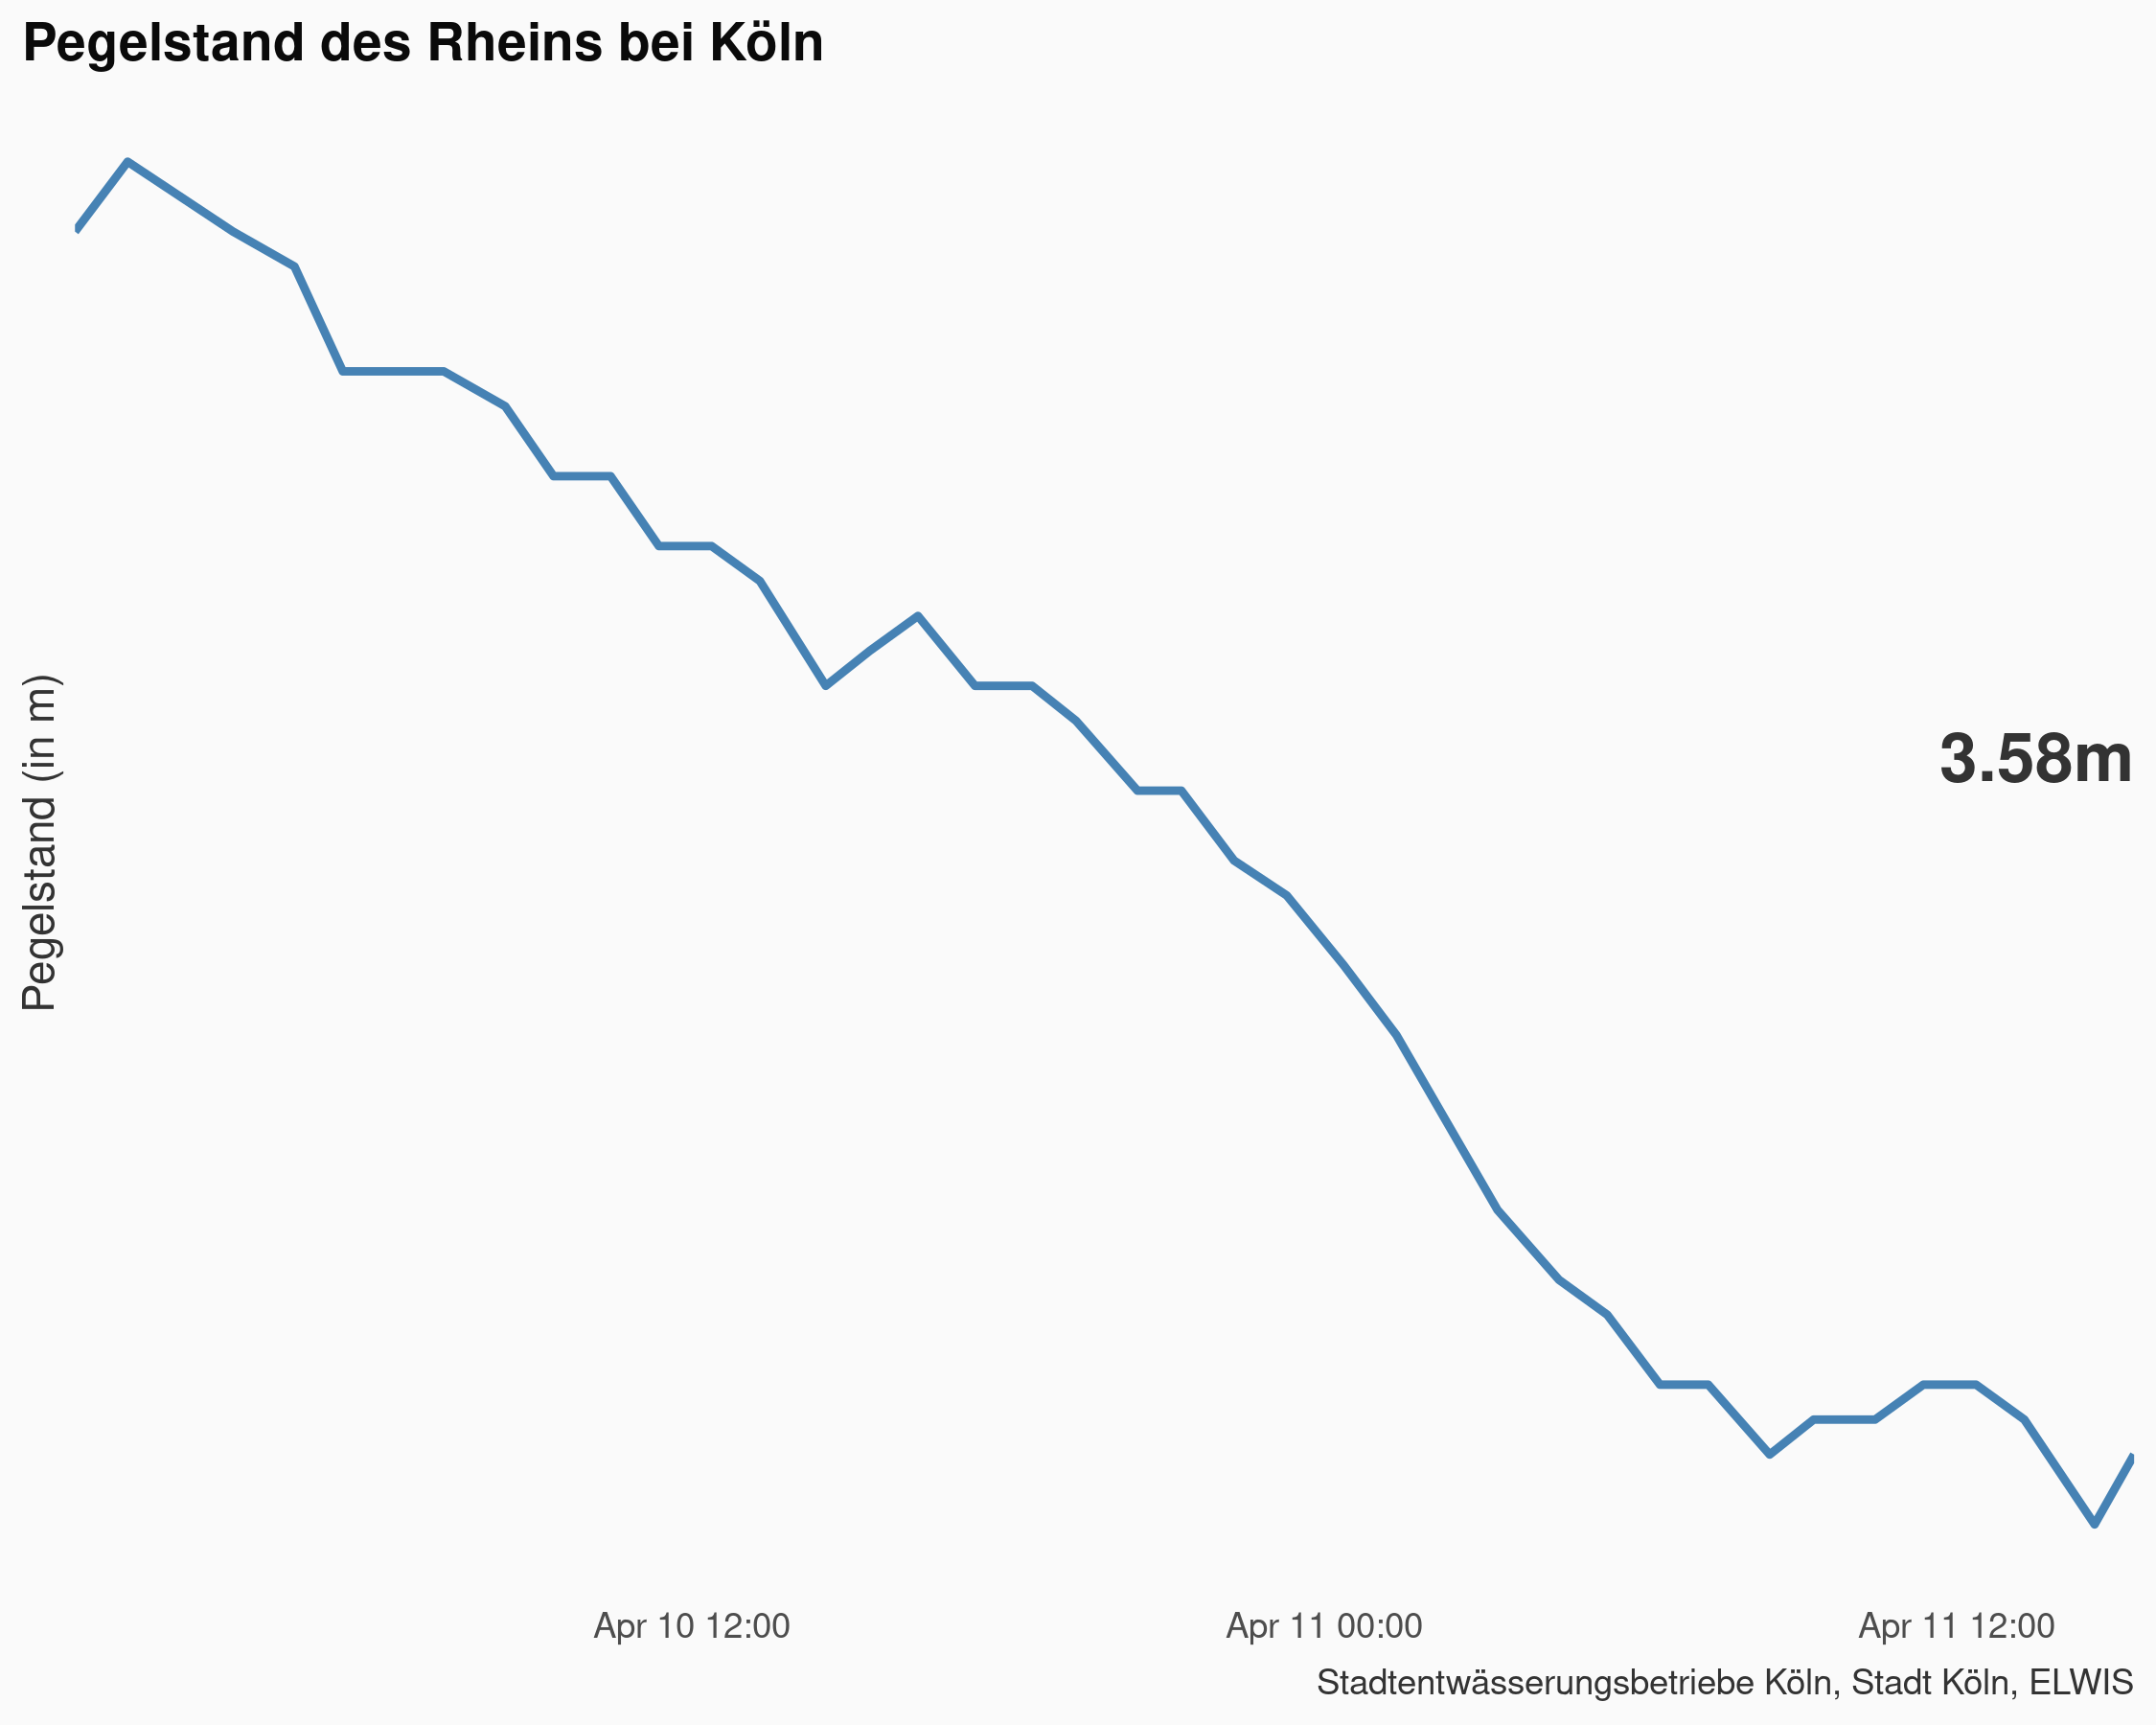 Pegelstand des Rheins bei Köln
Pegelstand (in m)
3.58m
Apr 10 12:00
Apr 11 00:00
Apr 11 12:00
Stadtentwässerungsbetriebe Köln, Stadt Köln, ELWIS